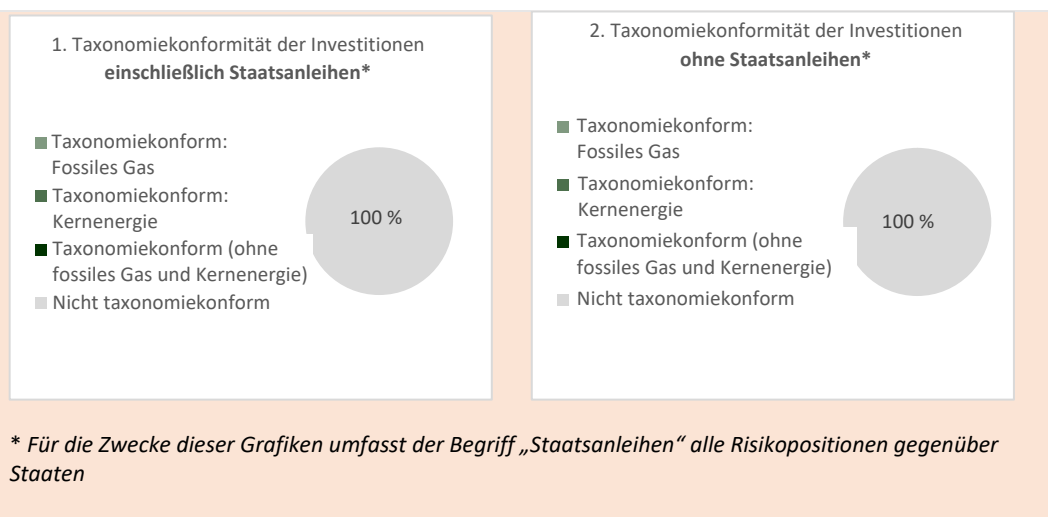 1. Taxonomiekonformität der Investitionen
einschließlich Staatsanleihen*
Taxonomiekonform:
Fossiles Gas
Taxonomiekonform:
Kernenergie
Taxonomiekonform (ohne
fossiles Gas und Kernenergie)
Nicht taxonomiekonform
100 %
2. Taxonomiekonformität der Investitionen
ohne Staatsanleihen*
Taxonomiekonform:
Fossiles Gas
Taxonomiekonform:
Kernenergie
Taxonomiekonform (ohne
fossiles Gas und Kernenergie)
Nicht taxonomiekonform
100 %
* Für die Zwecke dieser Grafiken umfasst der Begriff „Staatsanleihen“ alle Risikopositionen gegenüber
Staaten